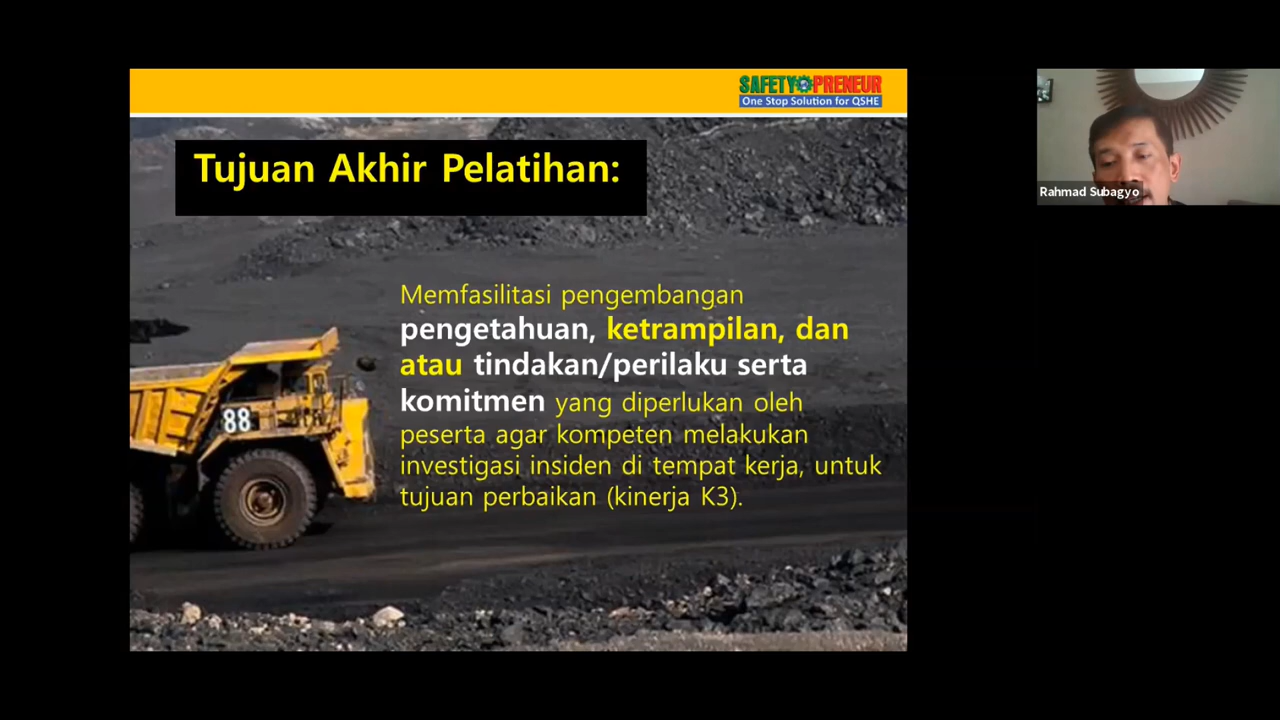 SAFETY PRENEUR
One Stop Solution for QSHE
Tujuan Akhir Pelatihan:
Rahmad Subagyo
Memfasilitasi pengembangan
pengetahuan, ketrampilan, dan
atau tindakan/perilaku serta
komitmen yang diperlukan oleh
peserta agar kompeten melakukan
investigasi insiden di tempat kerja, untuk
tujuan perbaikan (kinerja K3).
88